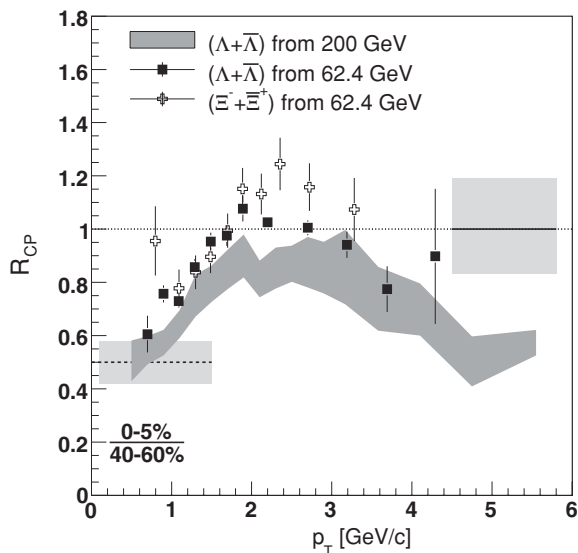 1.8
1.6
1.4
1.2
1
0.8
0.6
0.4
0.2
0
R_CP
(Λ+Λ̅) from 200 GeV
(Λ+Λ̅) from 62.4 GeV
(Ξ⁻+Ξ̅⁺) from 62.4 GeV
0-5%
40-60%
0 1 2 3 4 5 6
p_T [GeV/c]